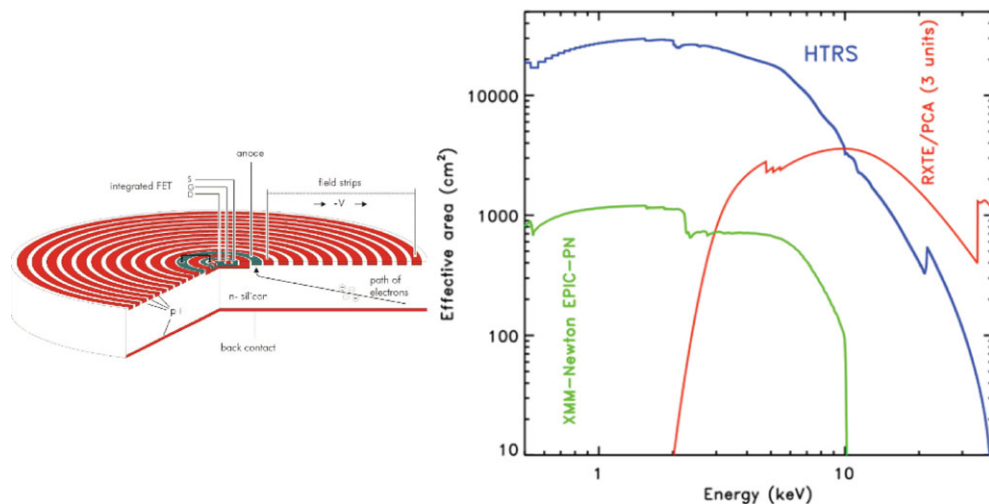 anoce
integrated FET
S
G
D
field strips
-V
path of
electrons
n- silicon
p+
back contact
Effective area (cm²)
10000
1000
100
10
1
10
Energy (keV)
HTRS
RXTE/PCA (3 units)
XMM-Newton EPIC-PN